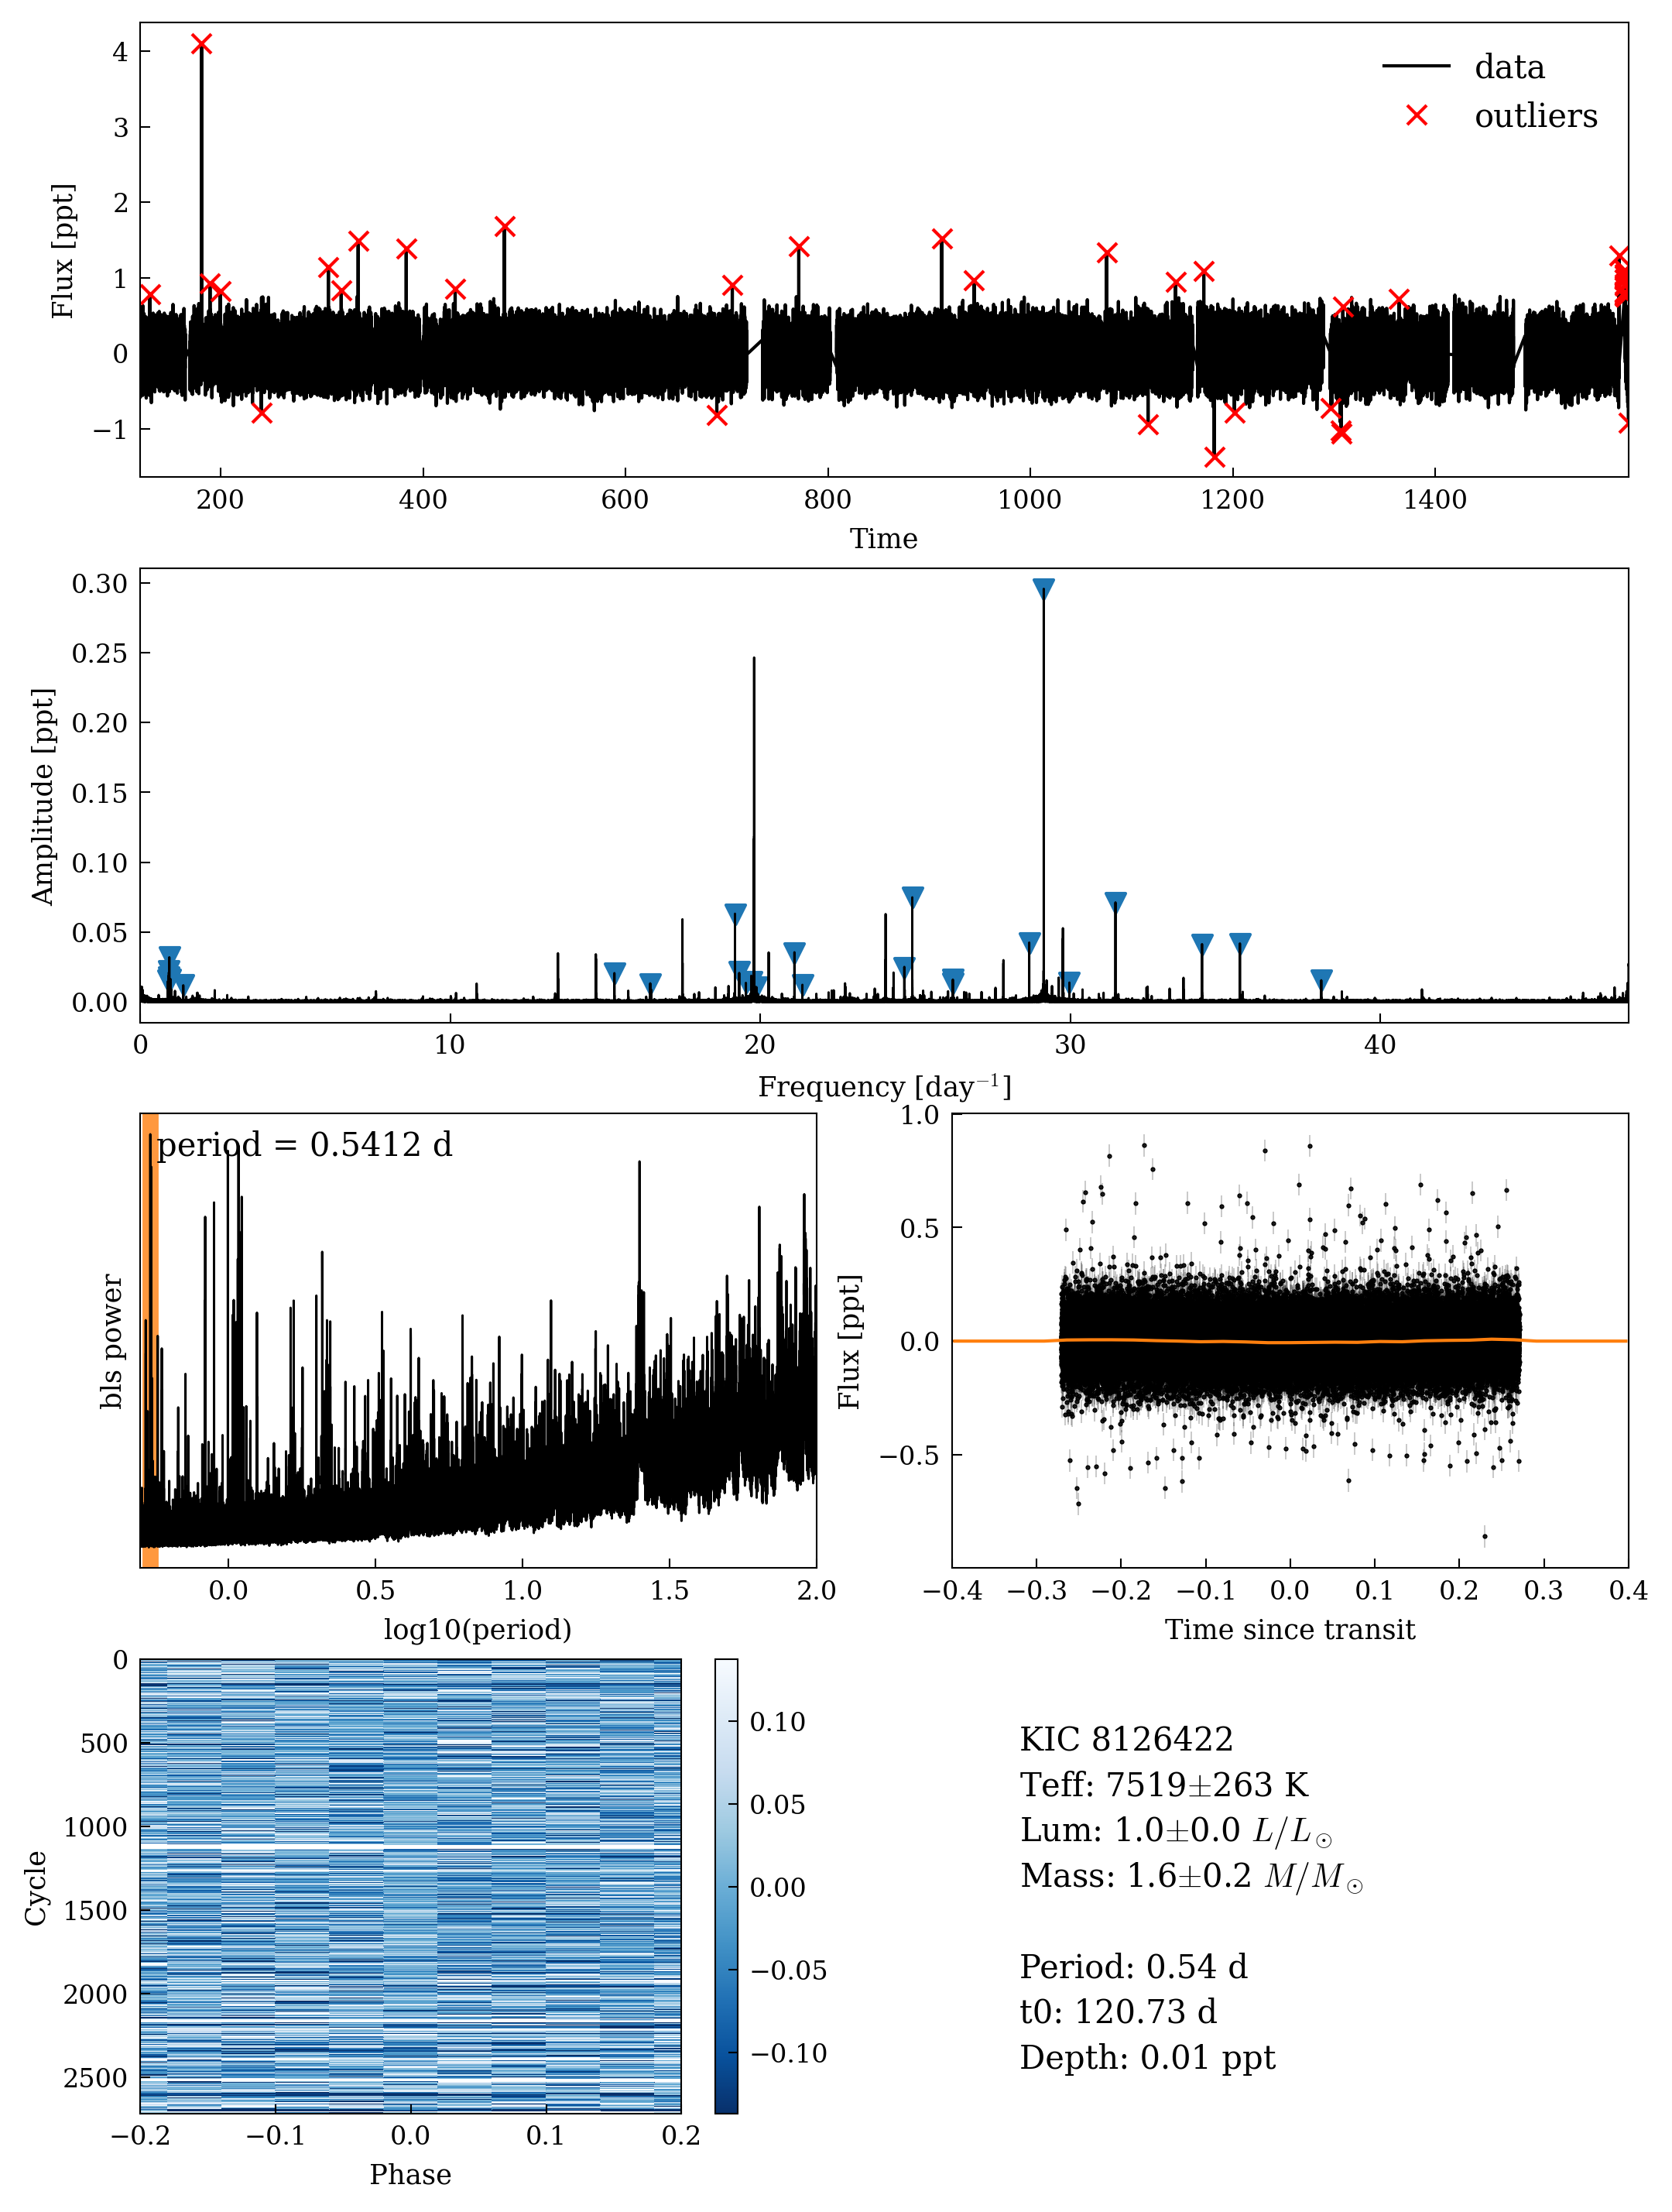 4
3
2
1
0
−1
Flux [ppt]
data
outliers
200
400
600
800
1000
1200
1400
Time
0.30
0.25
0.20
0.15
0.10
0.05
0.00
Amplitude [ppt]
0
10
20
30
40
Frequency [day⁻¹]
period = 0.5412 d
bls power
0.0
0.5
1.0
1.5
2.0
log10(period)
1.0
0.5
0.0
−0.5
Flux [ppt]
−0.4
−0.3
−0.2
−0.1
0.0
0.1
0.2
0.3
0.4
Time since transit
0
500
1000
1500
2000
2500
Cycle
−0.2
−0.1
0.0
0.1
0.2
Phase
0.10
0.05
0.00
−0.05
−0.10
KIC 8126422
Teff: 7519±263 K
Lum: 1.0±0.0 L/L⊙
Mass: 1.6±0.2 M/M⊙
Period: 0.54 d
t0: 120.73 d
Depth: 0.01 ppt